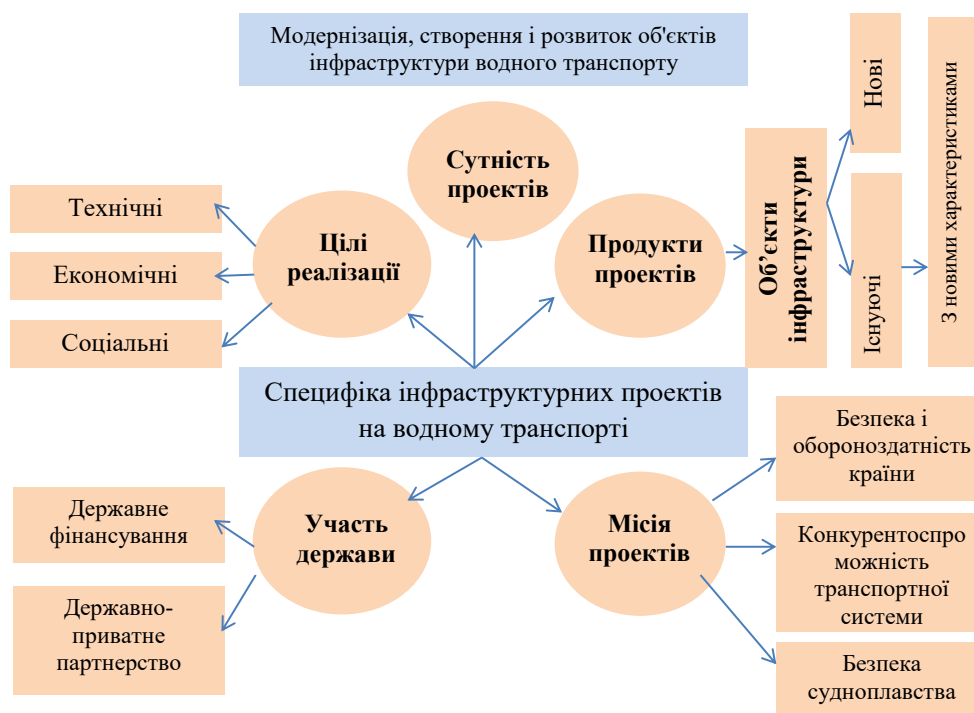 Модернізація, створення і розвиток об'єктів
інфраструктури водного транспорту
Сутність
проектів
Цілі
реалізації
Продукти
проектів
Технічні
Економічні
Соціальні
Об’єкти
інфраструктури
Нові
Існуючі
З новими характеристиками
Специфіка інфраструктурних проектів
на водному транспорті
Участь
держави
Місія
проектів
Державне
фінансування
Державно-
приватне
партнерство
Безпека і
обороноздатність
країни
Конкурентоспро
можність
транспортної
системи
Безпека
судноплавства